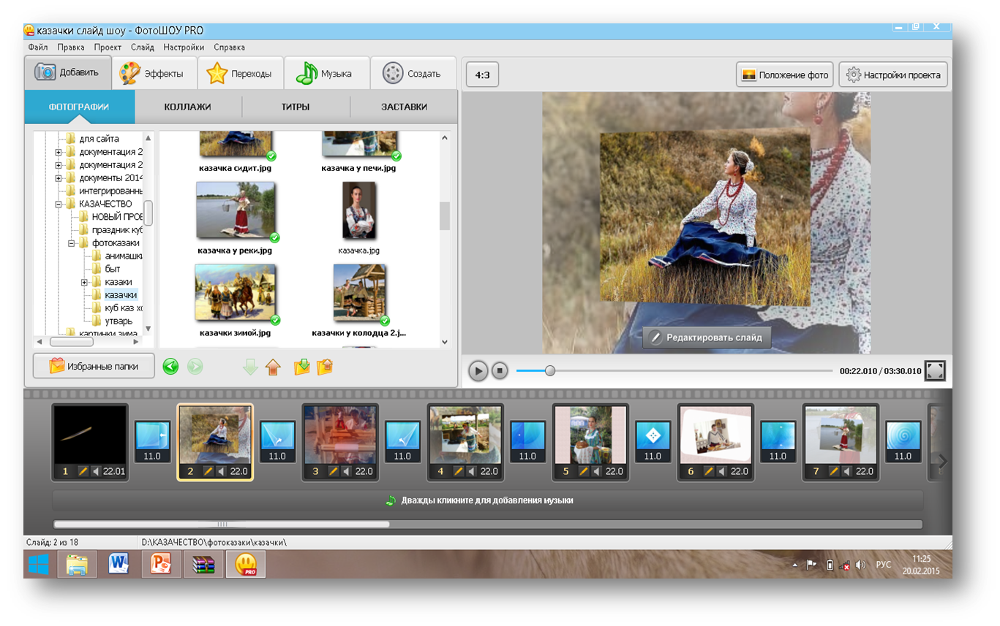 казачки слайд шоу - ФотоШОУ PRO
Файл Правка Проект Слайд Настройки Справка
Добавить Эффекты Переходы Музыка Создать
4:3 Положение фото Настройки проекта
ФОТОГРАФИИ КОЛЛАЖИ ТИТРЫ ЗАСТАВКИ
для сайта
документация 2
документация 2
документы 2014
интегрированнь
КАЗАЧЕСТВО
НОВЫЙ ПРОЕ
праздник куб
фотоказаки
анимашки
быт
казаки
казачки
куб каз хо
утварь
картинки зима
казачка сидит.jpg казачка у печи.jpg
казачка у реки.jpg казачка.jpg
казачки зимой.jpg казачки у колодца 2.j...
Редактировать слайд
Избранные папки
00:22.010 / 03:30.010
11.0 11.0 11.0 11.0 11.0 11.0 11.0
1 22.01 2 22.0 3 22.0 4 22.0 5 22.0 6 22.0 7 22.0
Дважды кликните для добавления музыки
Слайд: 2 из 18 D:\КАЗАЧЕСТВО\фотоказаки\казачки\
PRO
РУС
11:25
20.02.2015